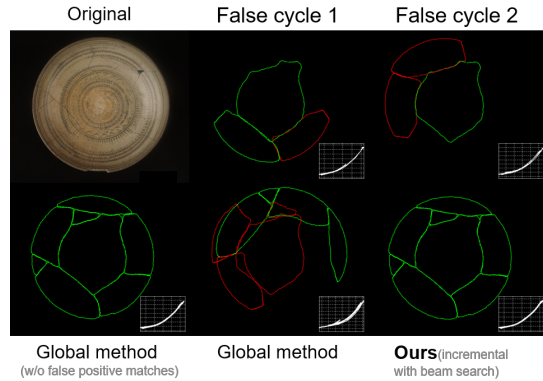 Original
False cycle 1
False cycle 2
Global method
(w/o false positive matches)
Global method
Ours(incremental
with beam search)